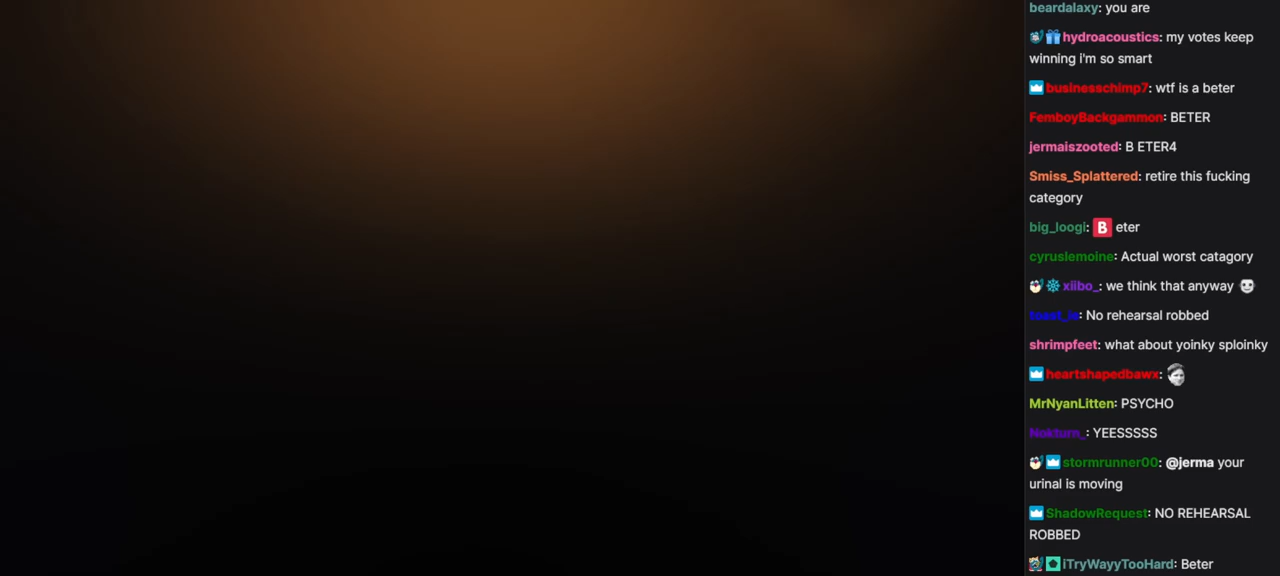 beardalaxy: you are
hydroacoustics: my votes keep
winning i'm so smart
businesschimp7: wtf is a beter
FemboyBackgammon: BETER
jermaiszooted: B ETER4
Smiss_Splattered: retire this fucking
category
big_loogi: B eter
cyruslemoine: Actual worst catagory
xiibo_: we think that anyway
No rehearsal robbed
shrimpfeet: what about yoinky sploinky
heartshapedbawx:
MrNyanLitten: PSYCHO
Nokturn_: YEESSSSS
stormrunner00: @jerma your
urinal is moving
ShadowRequest: NO REHEARSAL
ROBBED
iTryWayyTooHard: Beter